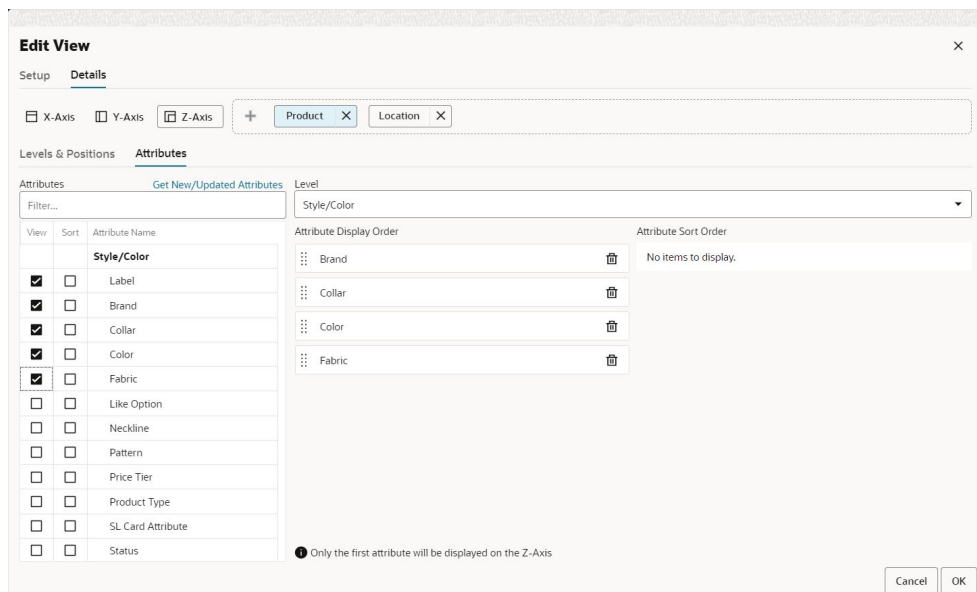 Edit View
Setup Details
X-Axis Y-Axis Z-Axis Product Location
Levels & Positions Attributes
Attributes Get New/Updated Attributes Level
Filter... Style/Color
View Sort Attribute Name Attribute Display Order Attribute Sort Order
Style/Color Brand No items to display.
Label
Brand Collar
Collar
Color Color
Fabric Fabric
Like Option
Neckline
Pattern
Price Tier
Product Type
SL Card Attribute
Status Only the first attribute will be displayed on the Z-Axis
Cancel OK